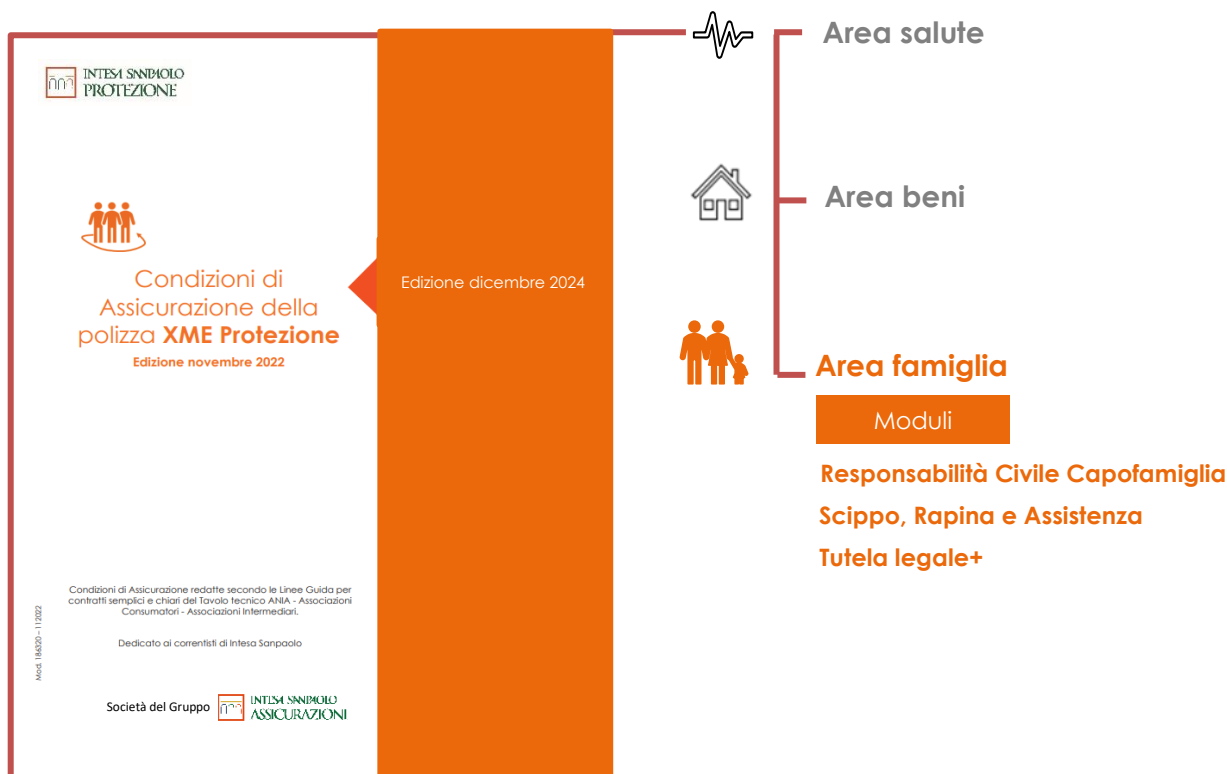 INTESA SANPAOLO
PROTEZIONE
Condizioni di
Assicurazione della
polizza XME Protezione
Edizione novembre 2022
Condizioni di Assicurazione redatte secondo le Linee Guida per
contratti semplici e chiari del Tavolo tecnico ANIA - Associazioni
Consumatori - Associazioni Intermediari.
Dedicato ai correntisti di Intesa Sanpaolo
Mod. 186320 – 112022
Società del Gruppo
INTESA SANPAOLO
ASSICURAZIONI
Edizione dicembre 2024
Area salute
Area beni
Area famiglia
Moduli
Responsabilità Civile Capofamiglia
Scippo, Rapina e Assistenza
Tutela legale+